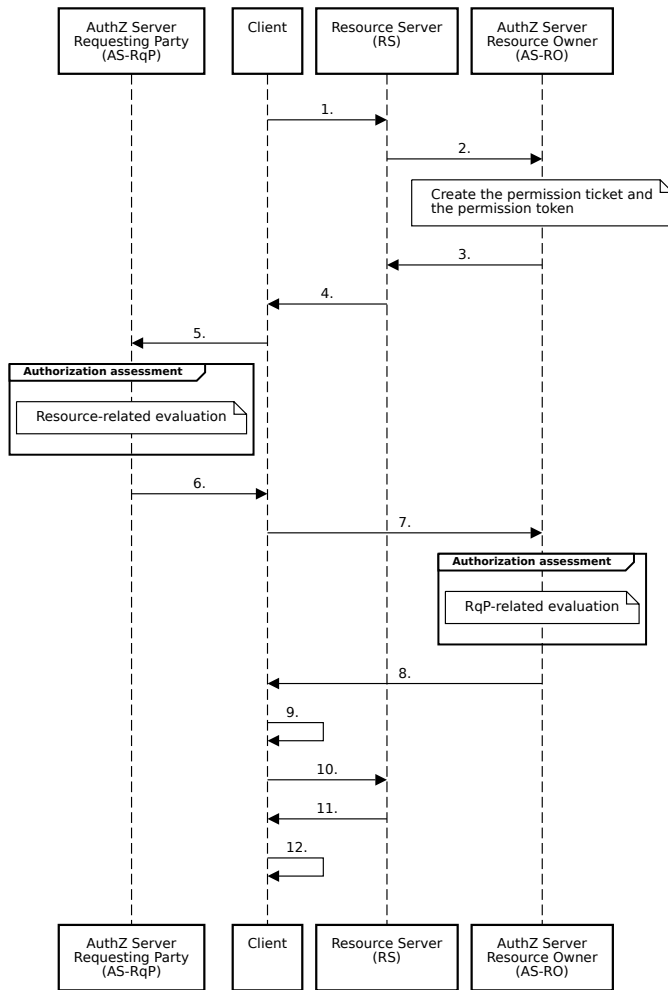 AuthZ Server
Requesting Party
(AS-RqP)
Client
Resource Server
(RS)
AuthZ Server
Resource Owner
(AS-RO)
1.
2.
Create the permission ticket and
the permission token
3.
4.
5.
Authorization assessment
Resource-related evaluation
6.
7.
Authorization assessment
RqP-related evaluation
8.
9.
10.
11.
12.
AuthZ Server
Requesting Party
(AS-RqP)
Client
Resource Server
(RS)
AuthZ Server
Resource Owner
(AS-RO)